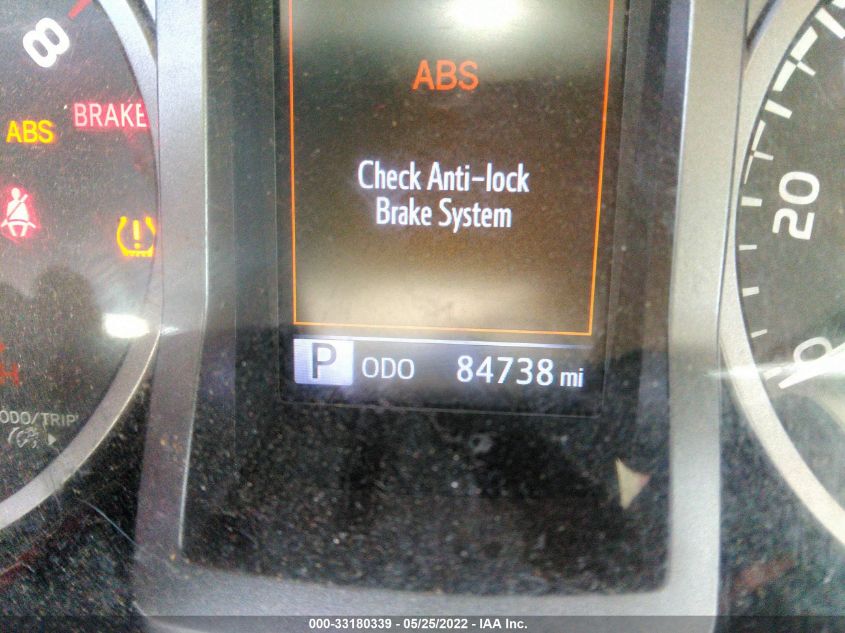 8
ABS
BRAKE
ABS
Check Anti-lock
Brake System
P ODO 84738 mi
ODO/TRIP
20
0
000-33180339 - 05/25/2022 - IAA Inc.